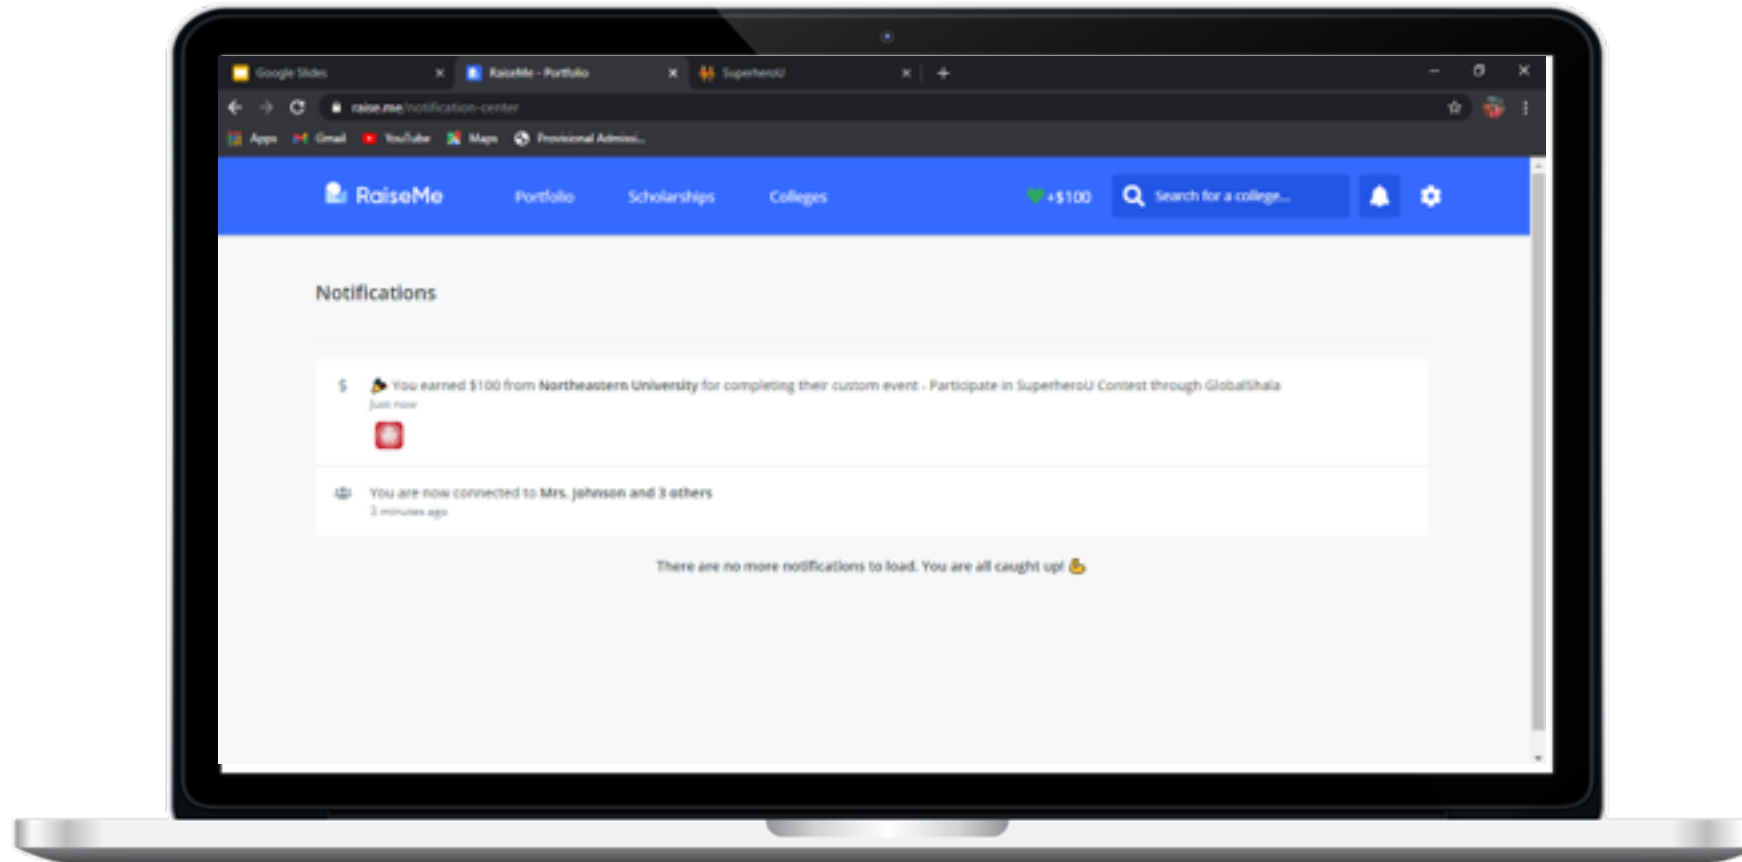 Google Slides
RaiseMe - Portfolio
SuperheroU
raise.me/notification-center
Apps
Gmail
YouTube
Maps
Provisional Admissi...
RaiseMe
Portfolio
Scholarships
Colleges
+$100
Search for a college...
Notifications
$
You earned $100 from Northeastern University for completing their custom event - Participate in SuperheroU Contest through GlobalShala
Just now
You are now connected to Mrs. Johnson and 3 others
3 minutes ago
There are no more notifications to load. You are all caught up!